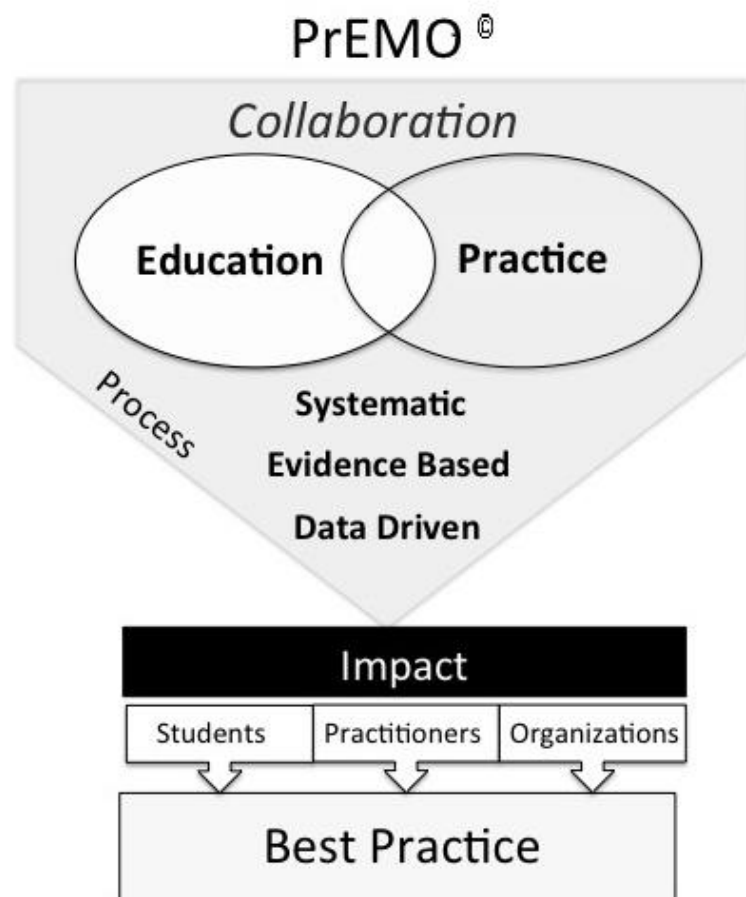 PrEMO ©
Collaboration
Education Practice
Process
Systematic
Evidence Based
Data Driven
Impact
Students Practitioners Organizations
Best Practice